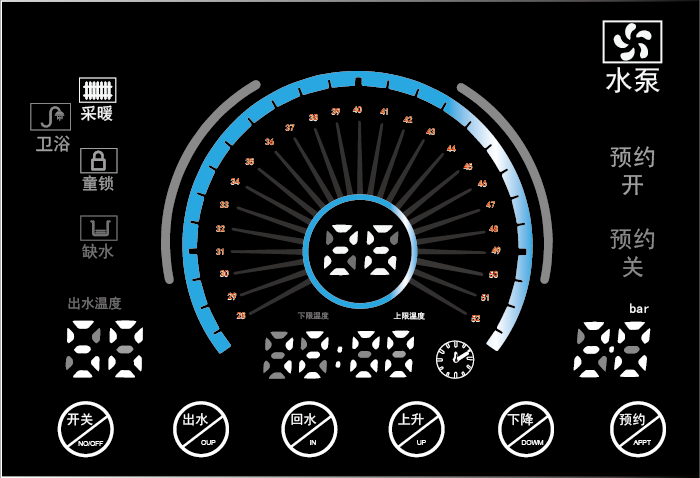 水泵
采暖
卫浴
童锁
缺水
预约
开
预约
关
28
29
30
31
32
33
34
35
36
37
38
39
40
41
42
43
44
45
46
47
48
49
50
51
52
出水温度
下限温度
上限温度
bar
开关
NO/OFF
出水
OUP
回水
IN
上升
UP
下降
DOWM
预约
APPT